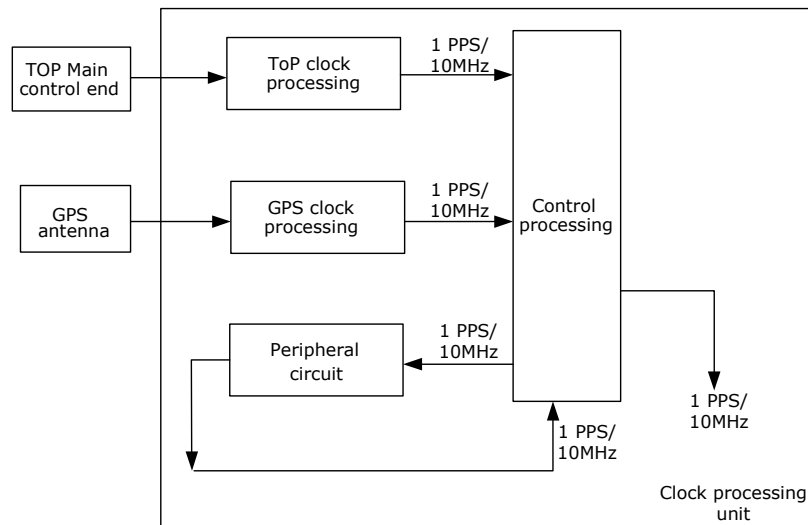 TOP Main
control end
ToP clock
processing
1 PPS/
10MHz
GPS
antenna
GPS clock
processing
1 PPS/
10MHz
Control
processing
Peripheral
circuit
1 PPS/
10MHz
1 PPS/
10MHz
1 PPS/
10MHz
Clock processing
unit